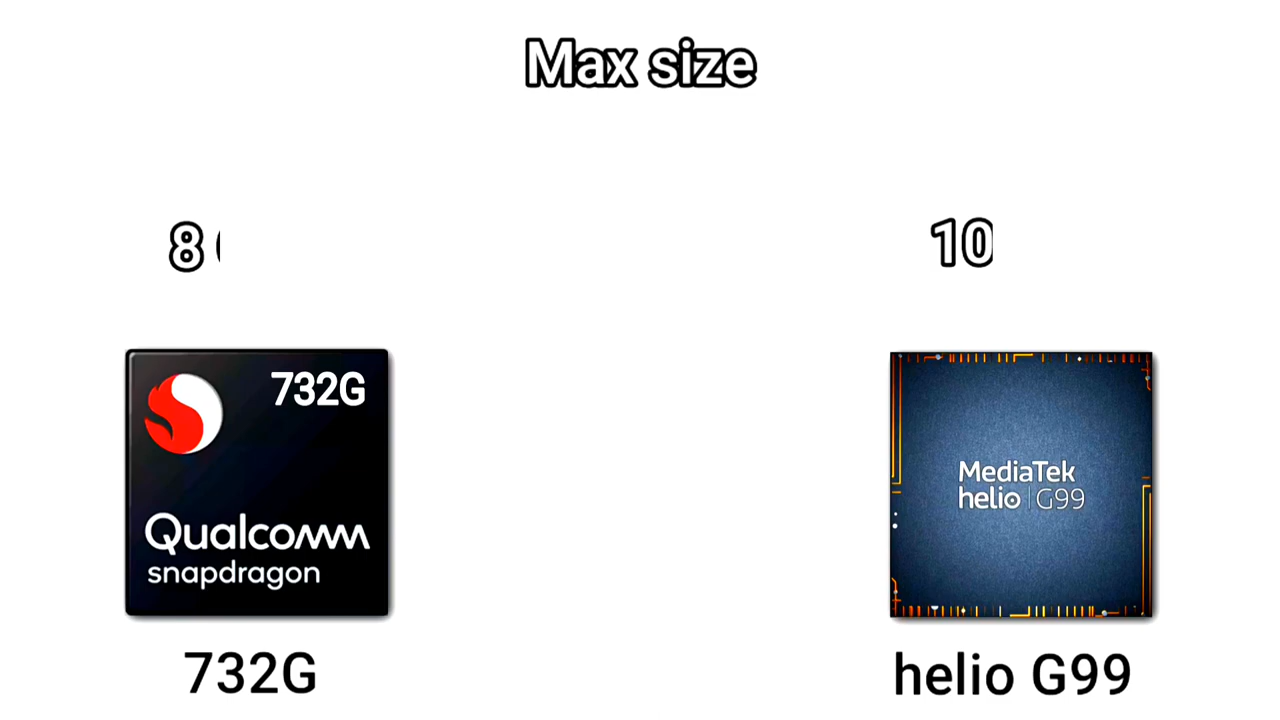 Max size
8
10
732G
Qualcomm
snapdragon
MediaTek
helio G99
732G
helio G99